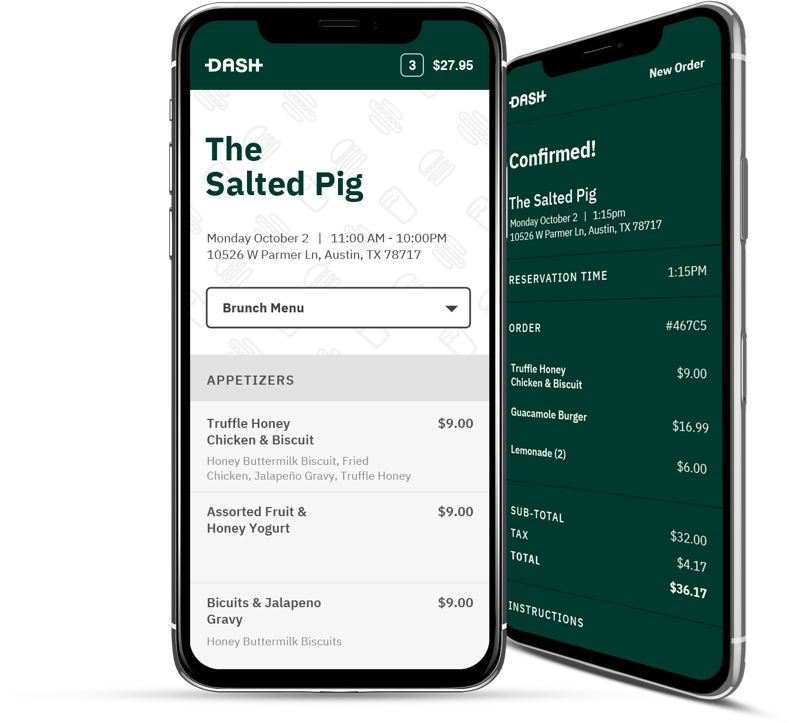 DASH
3 $27.95
The
Salted Pig
Monday October 2 | 11:00 AM - 10:00PM
10526 W Parmer Ln, Austin, TX 78717
Brunch Menu
APPETIZERS
Truffle Honey $9.00
Chicken & Biscuit
Honey Buttermilk Biscuit, Fried
Chicken, Jalapeño Gravy, Truffle Honey
Assorted Fruit & $9.00
Honey Yogurt
Bicuits & Jalapeno $9.00
Gravy
Honey Buttermilk Biscuits
New Order
DASH
Confirmed!
The Salted Pig
Monday October 2 | 1:15pm
10526 W Parmer Ln, Austin, TX 78717
RESERVATION TIME 1:15PM
ORDER #467C5
Truffle Honey $9.00
Chicken & Biscuit
Guacamole Burger $16.99
Lemonade (2) $6.00
SUB-TOTAL $32.00
TAX $4.17
TOTAL $36.17
INSTRUCTIONS